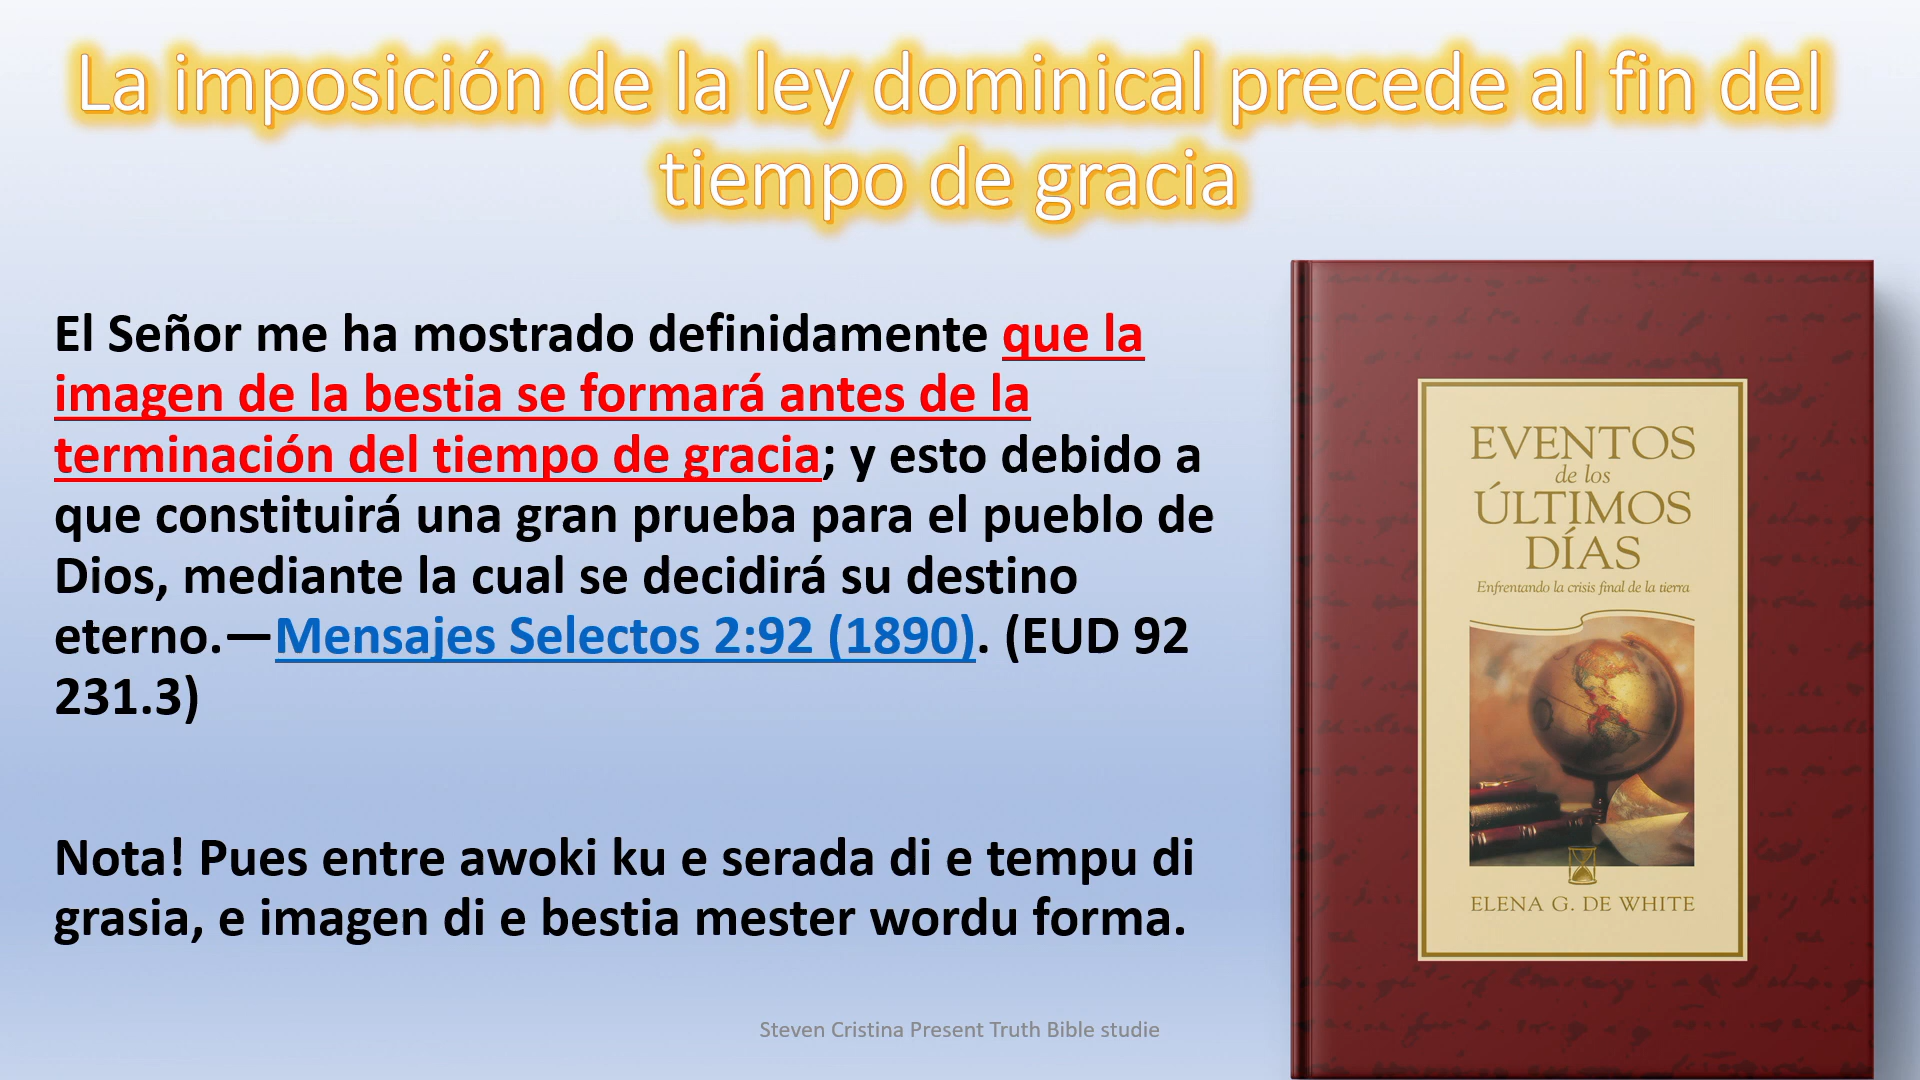 La imposición de la ley dominical precede al fin del
tiempo de gracia
El Señor me ha mostrado definidamente que la
imagen de la bestia se formará antes de la
terminación del tiempo de gracia; y esto debido a
que constituirá una gran prueba para el pueblo de
Dios, mediante la cual se decidirá su destino
eterno.—Mensajes Selectos 2:92 (1890). (EUD 92
231.3)
Nota! Pues entre awoki ku e serada di e tempu di
grasia, e imagen di e bestia mester wordu forma.
EVENTOS
de los
ÚLTIMOS
DÍAS
Enfrentando la crisis final de la tierra
ELENA G. DE WHITE
Steven Cristina Present Truth Bible studie